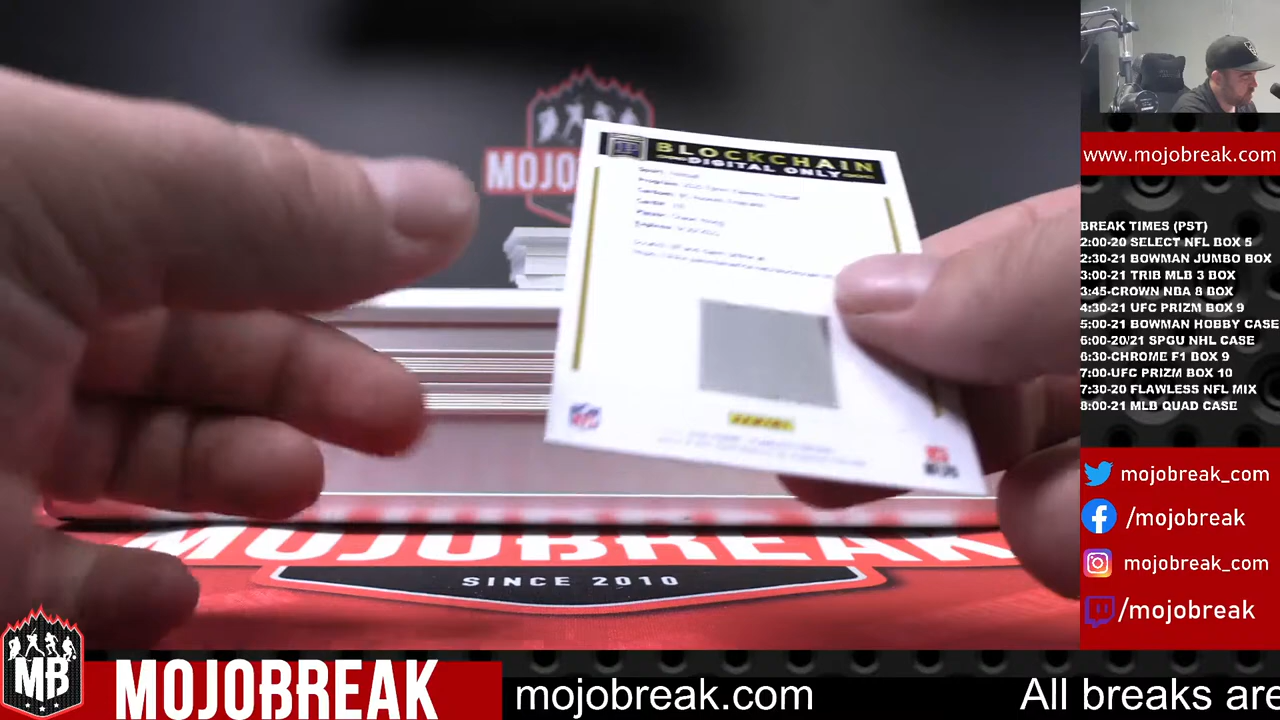 MOJO
BLOCKCHAIN
DIGITAL ONLY
PANINI
MOJOBREAK
SINCE 2010
www.mojobreak.com
BREAK TIMES (PST)
2:00-20 SELECT NFL BOX 5
2:30-21 BOWMAN JUMBO BOX
3:00-21 TRIB MLB 3 BOX
3:45-CROWN NBA 8 BOX
4:30-21 UFC PRIZM BOX 9
5:00-21 BOWMAN HOBBY CASE
6:00-20/21 SPGU NHL CASE
6:30-CHROME F1 BOX 9
7:00-UFC PRIZM BOX 10
7:30-20 FLAWLESS NFL MIX
8:00-21 MLB QUAD CASE
mojobreak_com
/mojobreak
mojobreak_com
/mojobreak
MB
MOJOBREAK
mojobreak.com
All breaks are